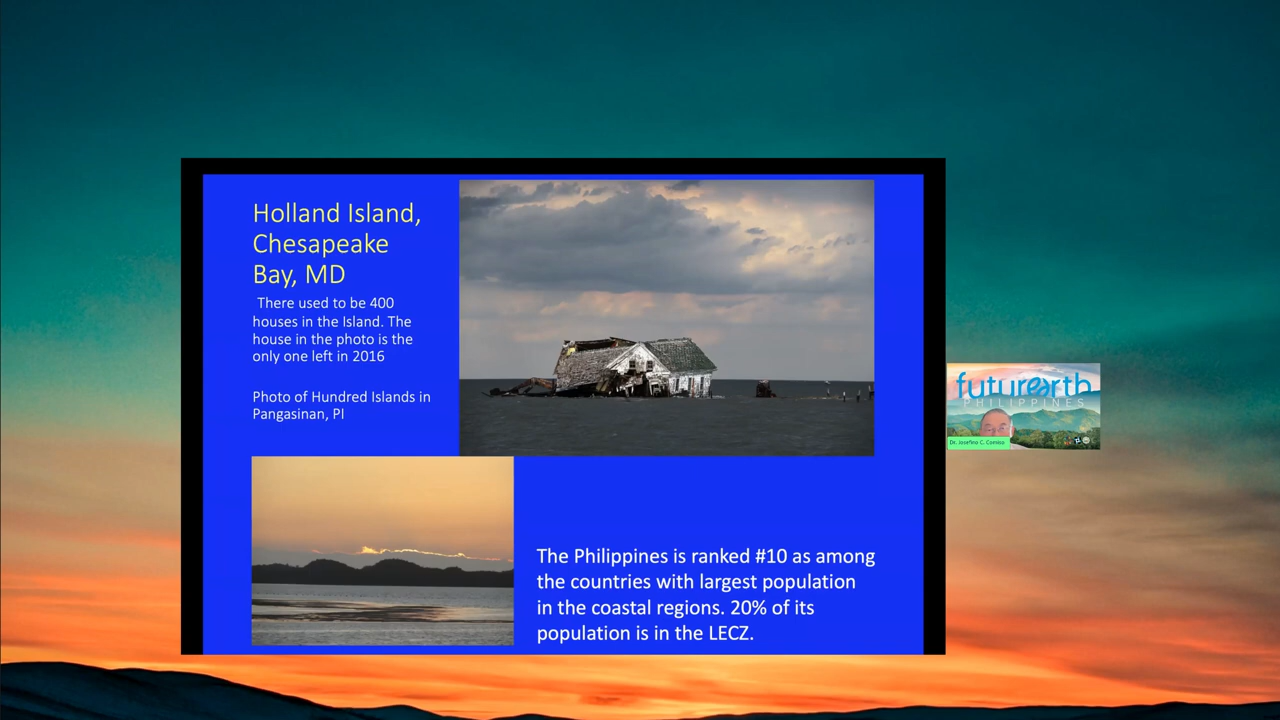 Holland Island,
Chesapeake
Bay, MD
There used to be 400
houses in the Island. The
house in the photo is the
only one left in 2016
Photo of Hundred Islands in
Pangasinan, PI
The Philippines is ranked #10 as among
the countries with largest population
in the coastal regions. 20% of its
population is in the LECZ.
futurearth
PHILIPPINES
Dr. Josefino C. Comiso